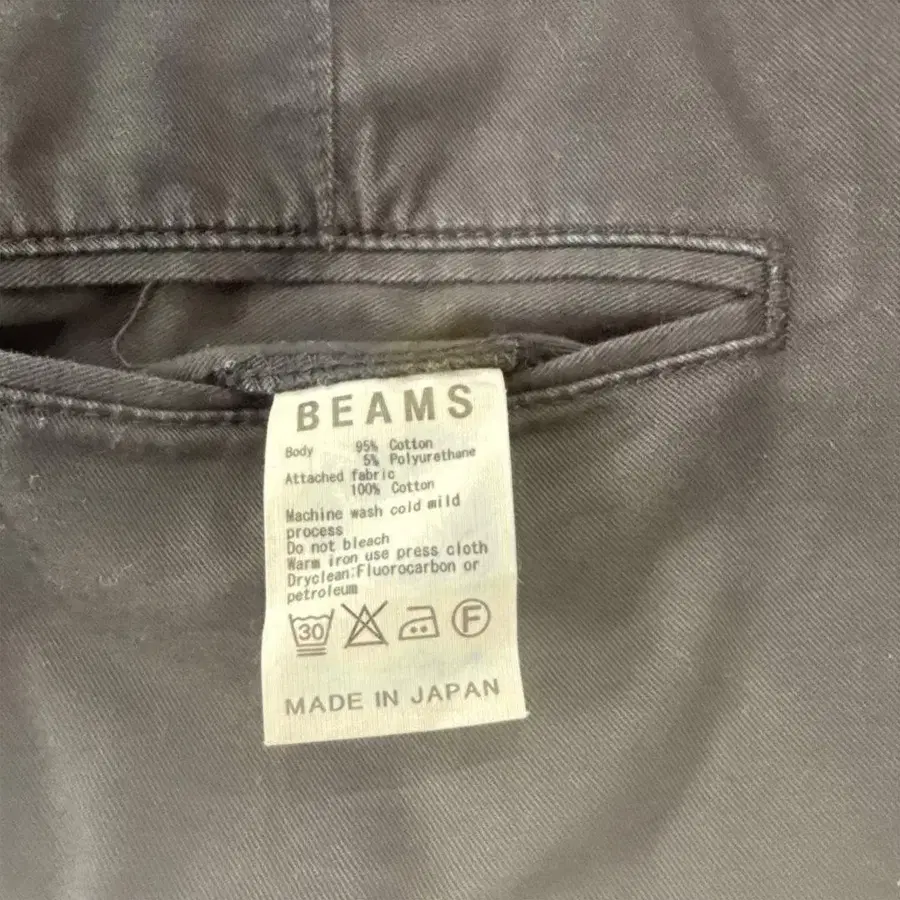 BEAMS
Body 95% Cotton
5% Polyurethane
Attached fabric
100% Cotton
Machine wash cold mild
process
Do not bleach
Warm iron use press cloth
Dryclean:Fluorocarbon or
petroleum
30 F
MADE IN JAPAN